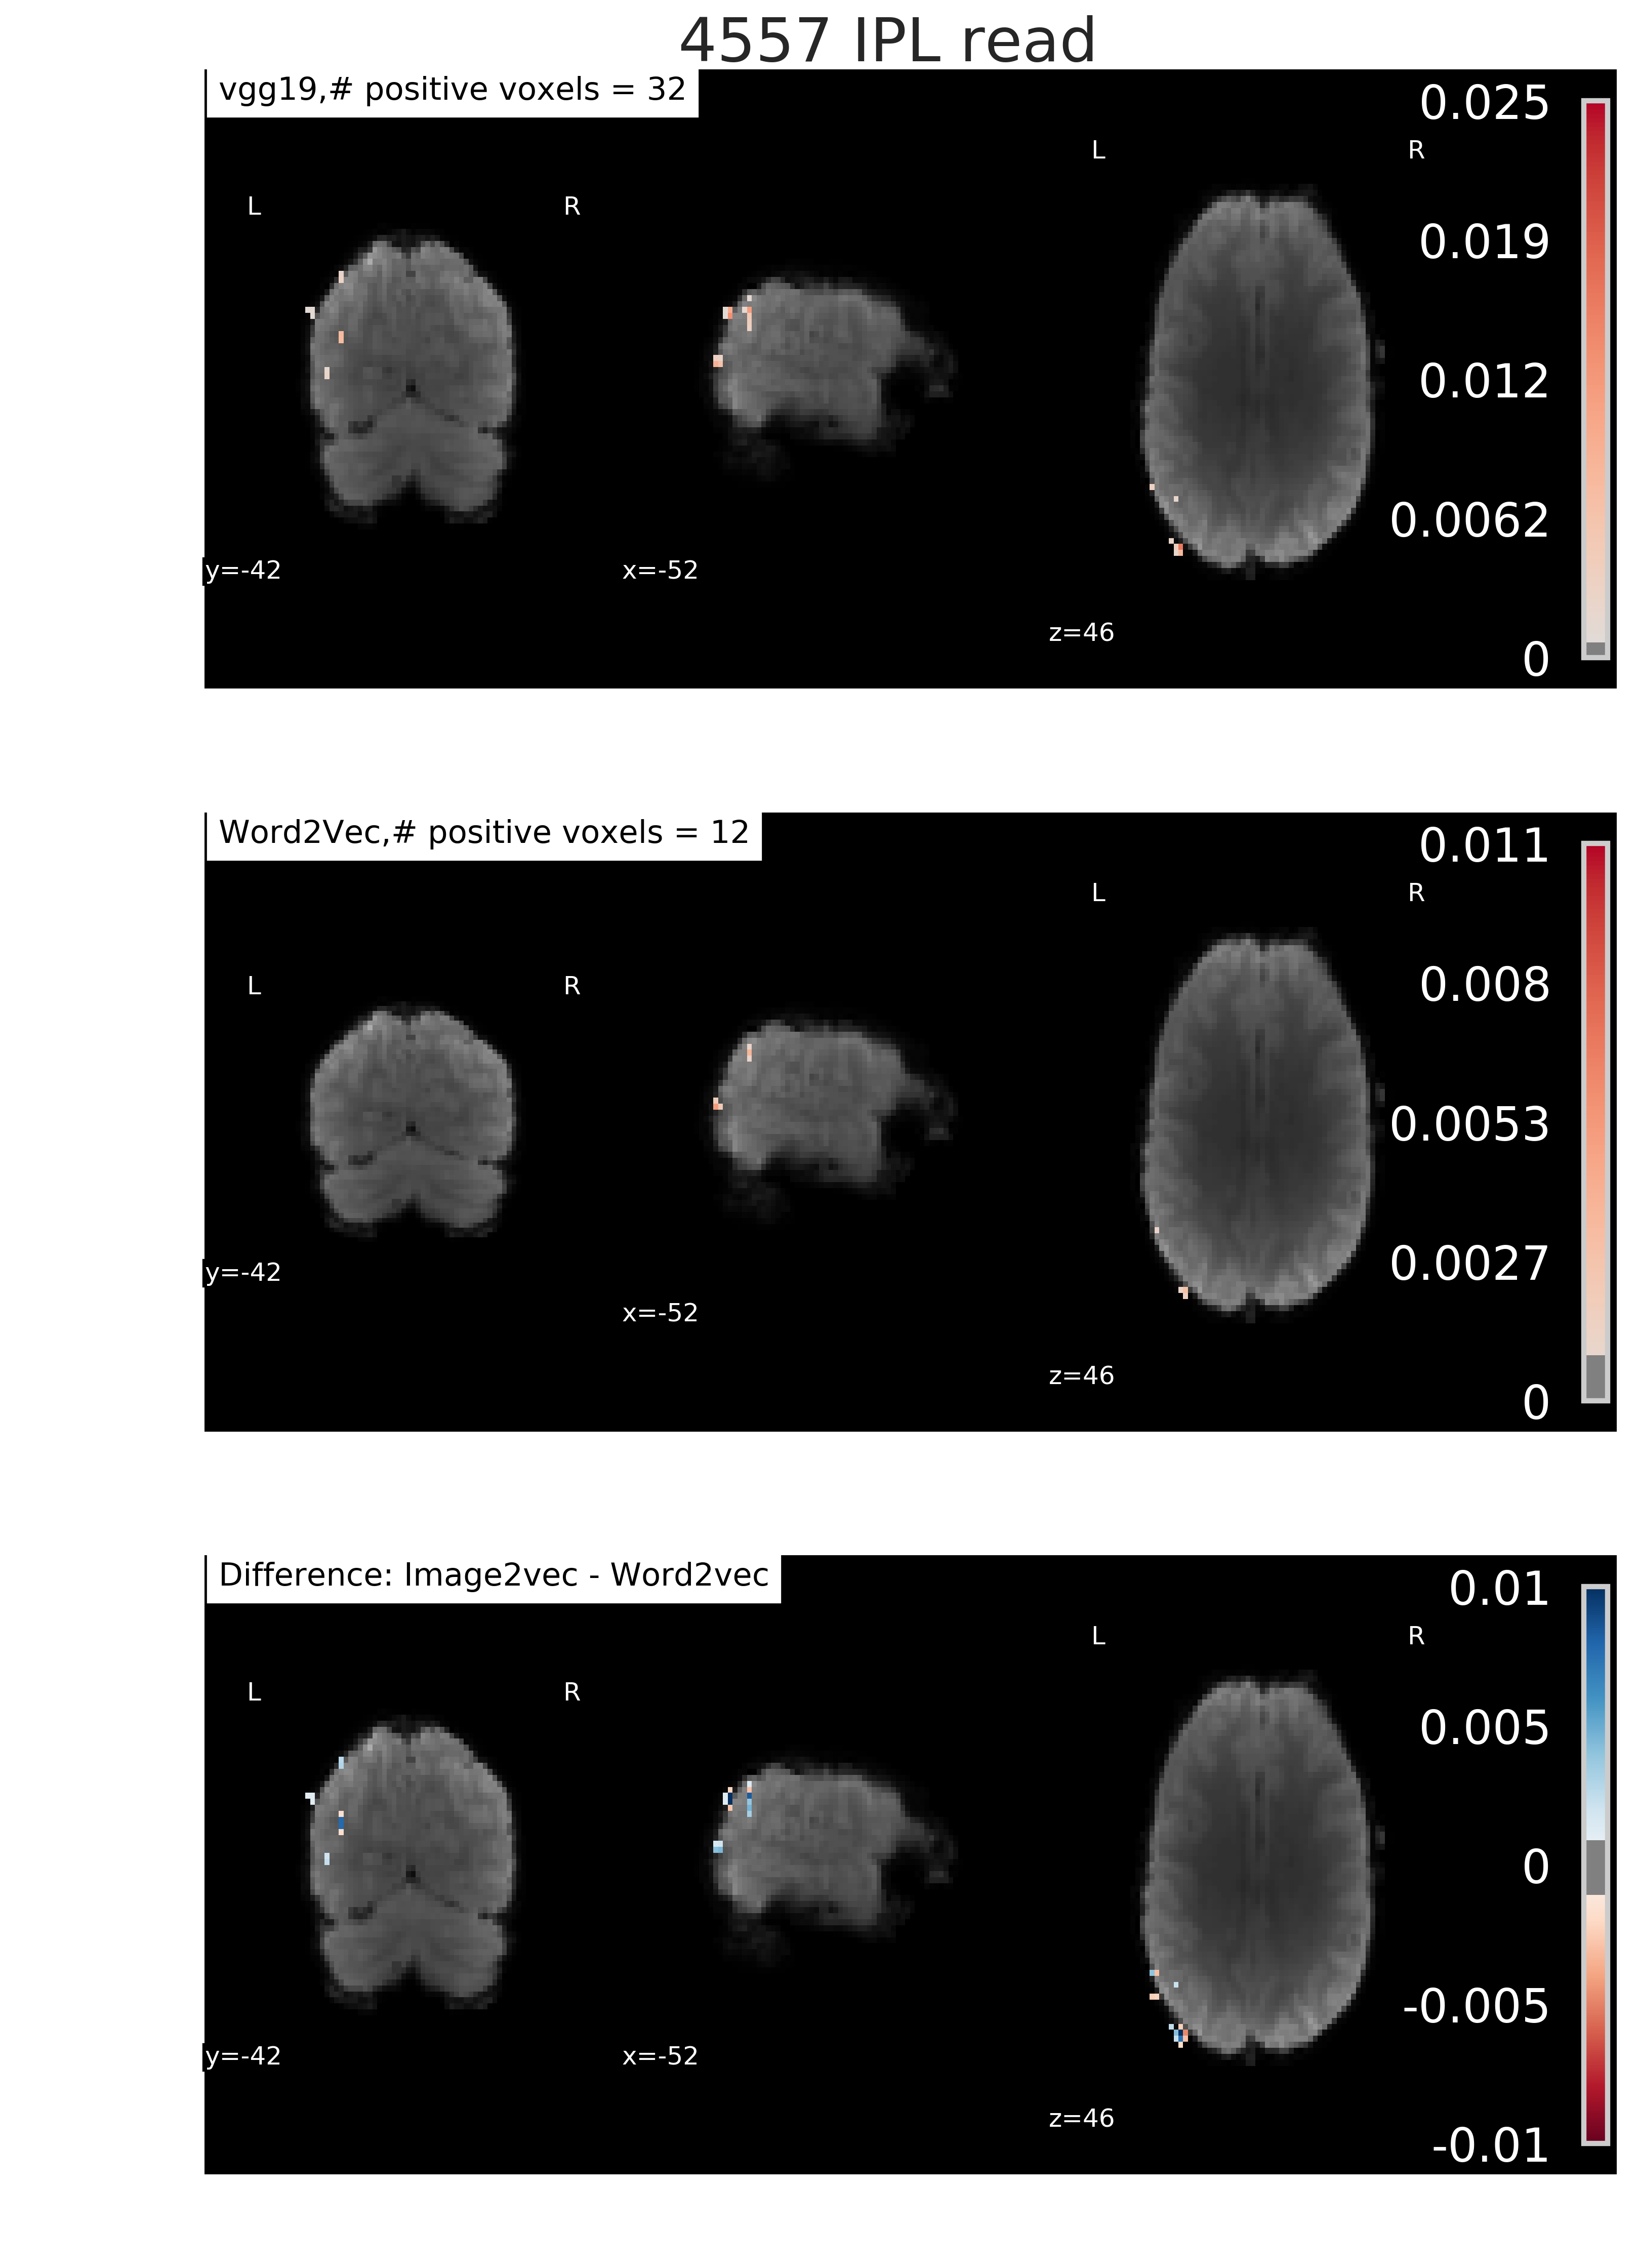 4557 IPL read
vgg19,# positive voxels = 32
0.025
L R
L R
0.019
0.012
0.0062
y=-42 x=-52
z=46
0
Word2Vec,# positive voxels = 12
0.011
L R
L R
0.008
0.0053
0.0027
y=-42
x=-52
z=46
0
Difference: Image2vec - Word2vec
0.01
L R
L R
0.005
0
-0.005
y=-42 x=-52
z=46
-0.01